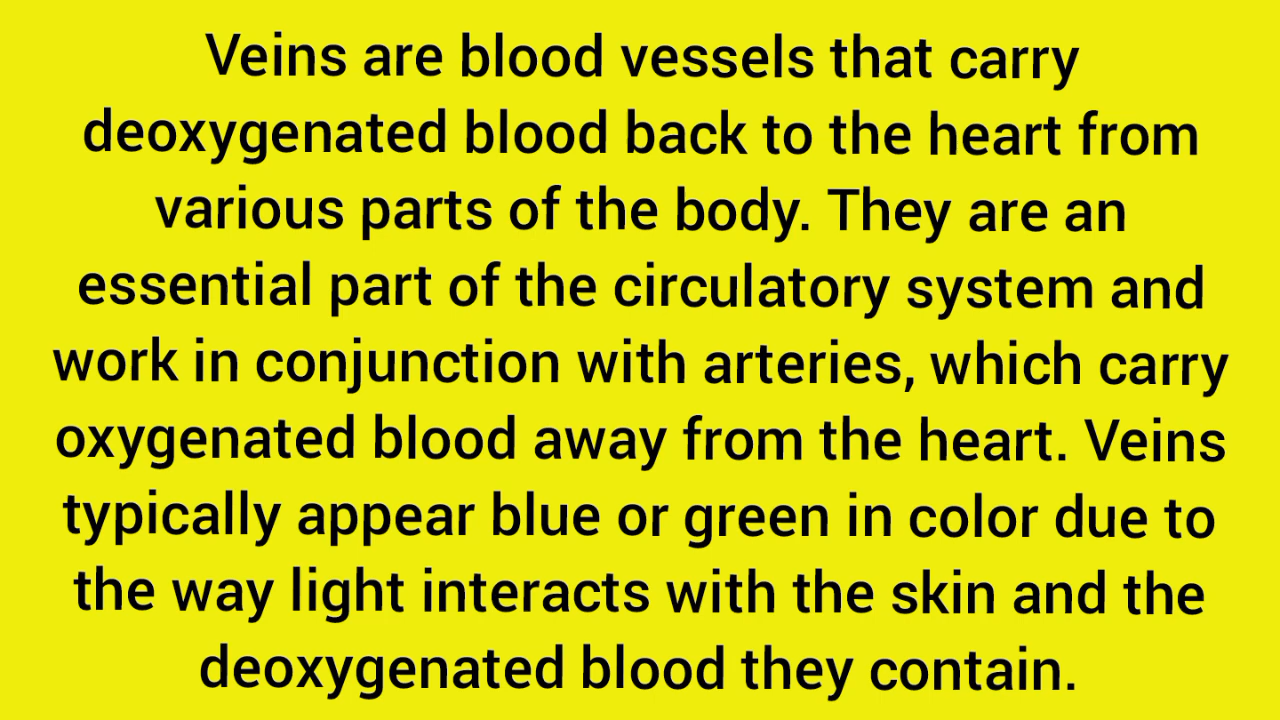 Veins are blood vessels that carry
deoxygenated blood back to the heart from
various parts of the body. They are an
essential part of the circulatory system and
work in conjunction with arteries, which carry
oxygenated blood away from the heart. Veins
typically appear blue or green in color due to
the way light interacts with the skin and the
deoxygenated blood they contain.